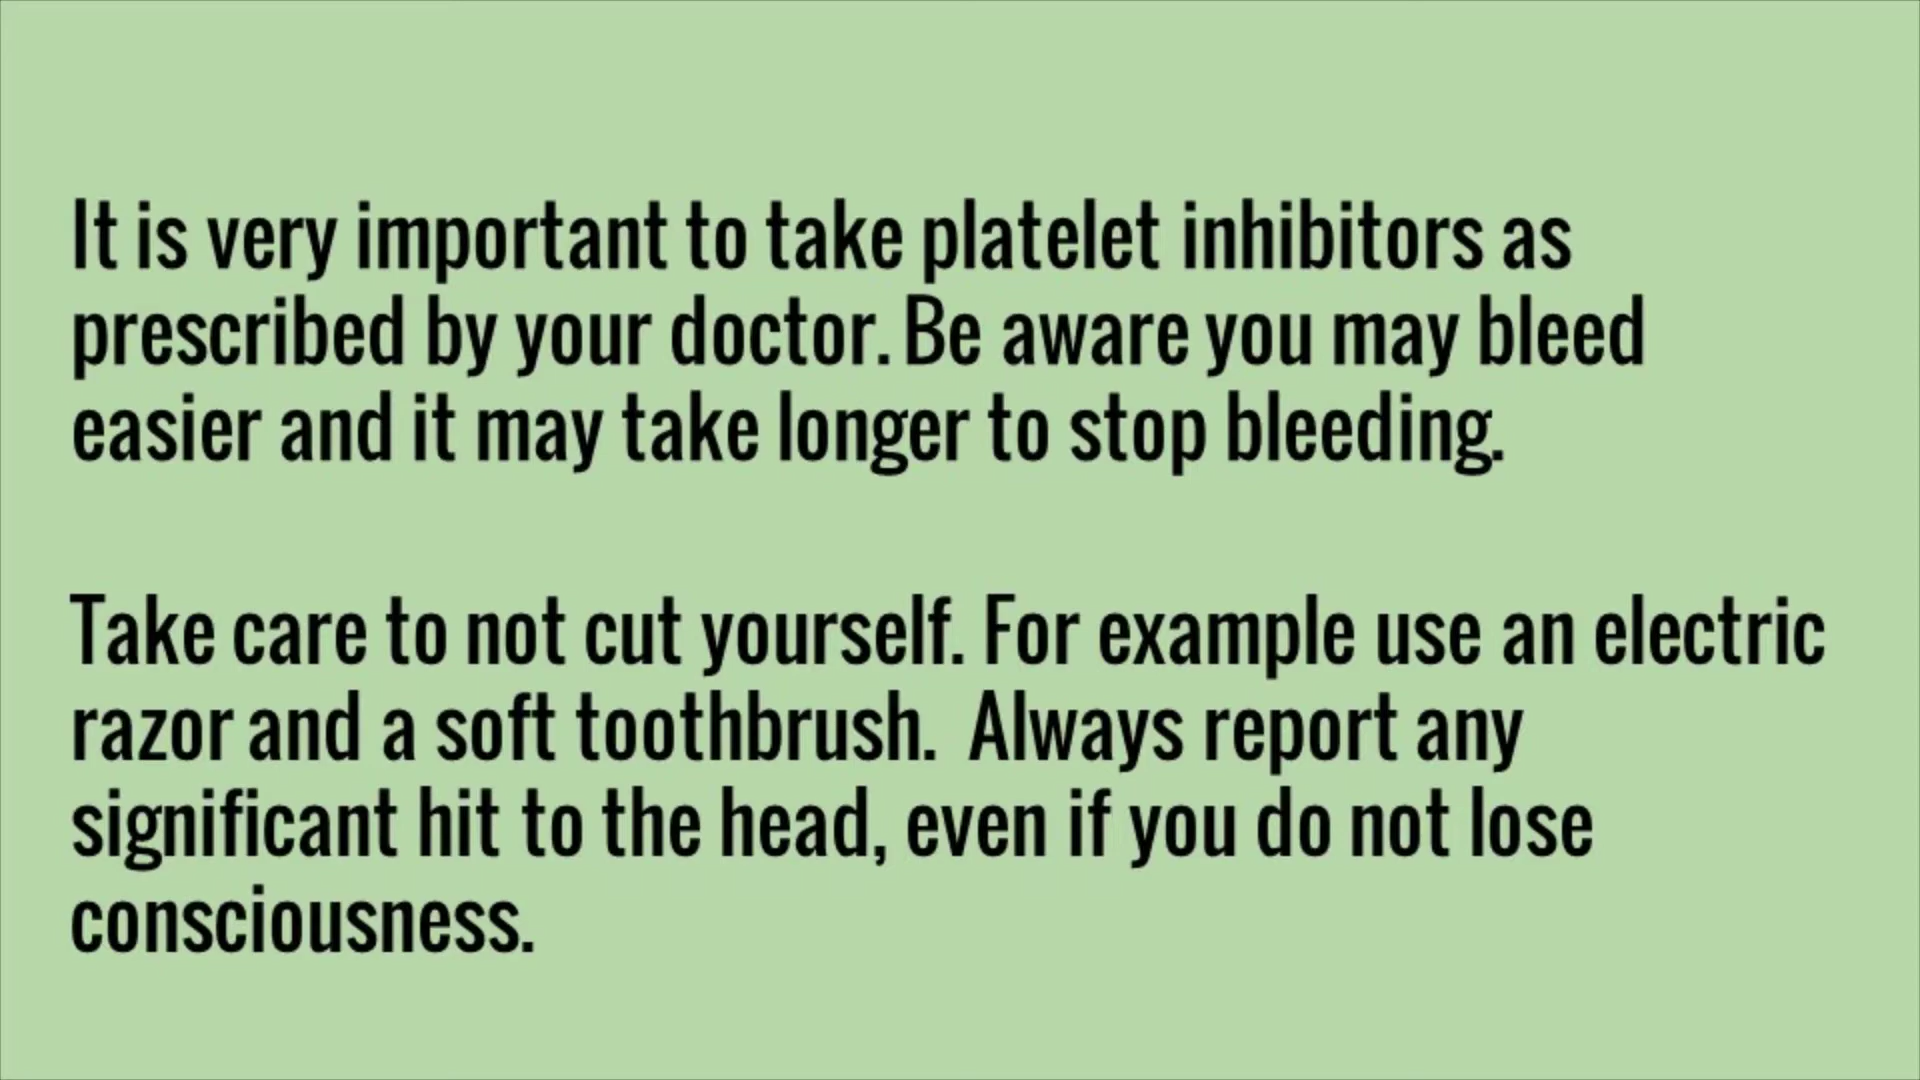 It is very important to take platelet inhibitors as
prescribed by your doctor. Be aware you may bleed
easier and it may take longer to stop bleeding.
Take care to not cut yourself. For example use an electric
razor and a soft toothbrush.  Always report any
significant hit to the head, even if you do not lose
consciousness.